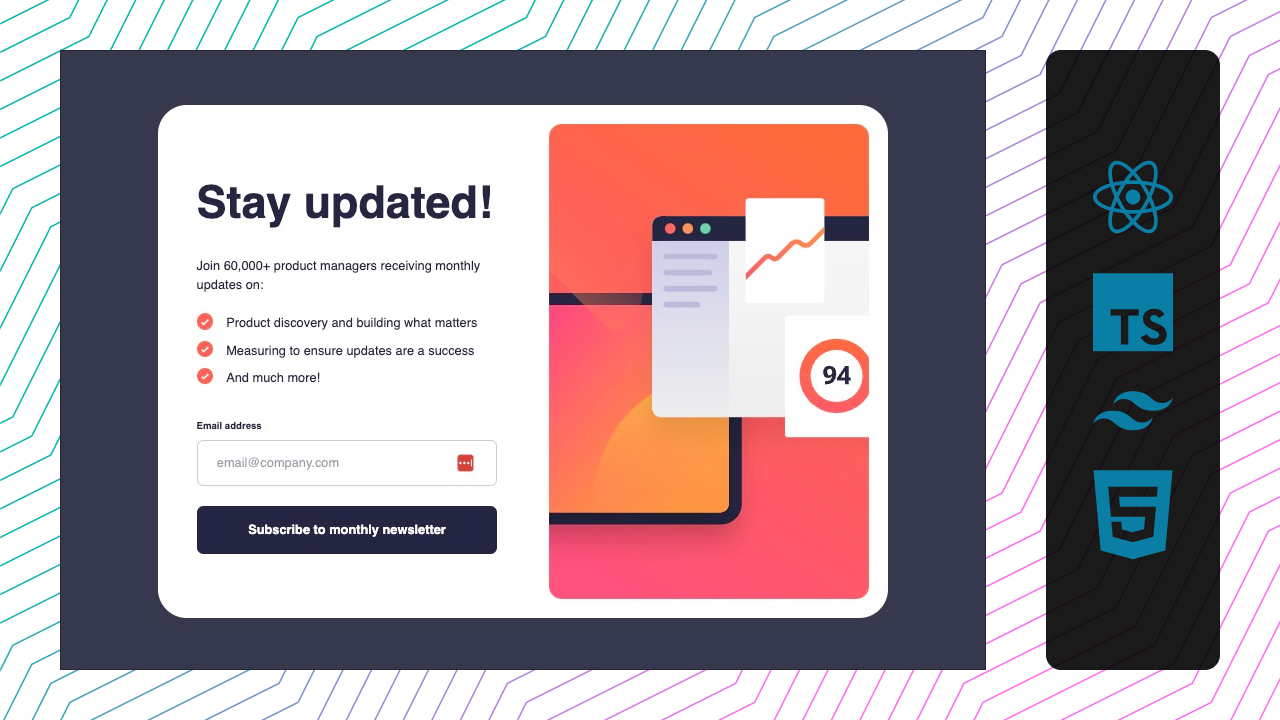 Stay updated!
Join 60,000+ product managers receiving monthly
updates on:
Product discovery and building what matters
Measuring to ensure updates are a success
And much more!
Email address
email@company.com
Subscribe to monthly newsletter
94
TS
5